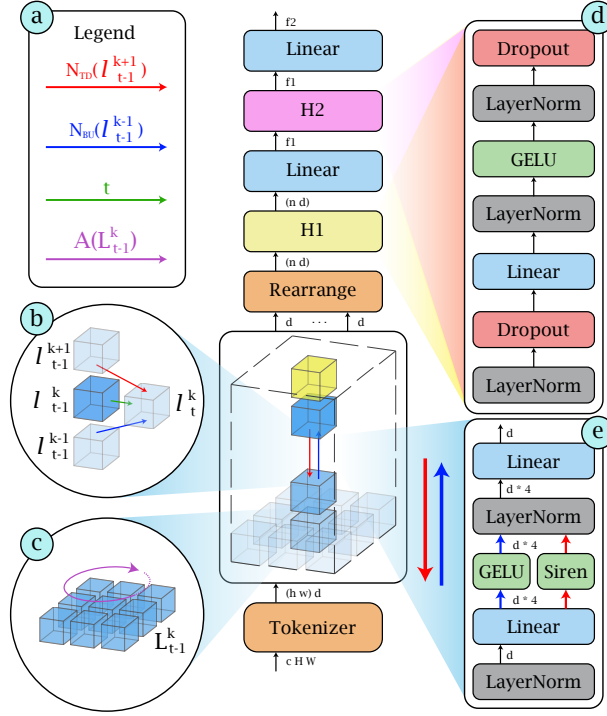 a
Legend
N_TD(l^{k+1}_{t-1})
N_BU(l^{k-1}_{t-1})
t
A(L^k_{t-1})
f2
Linear
f1
H2
f1
Linear
(n d)
H1
(n d)
Rearrange
d ... d
(h w) d
Tokenizer
c H W
b
l^{k+1}_{t-1}
l^k_{t-1}
l^k_t
l^{k-1}_{t-1}
c
L^k_{t-1}
d
Dropout
LayerNorm
GELU
LayerNorm
Linear
Dropout
LayerNorm
e
d
Linear
d * 4
LayerNorm
d * 4
GELU Siren
d * 4
Linear
d
LayerNorm